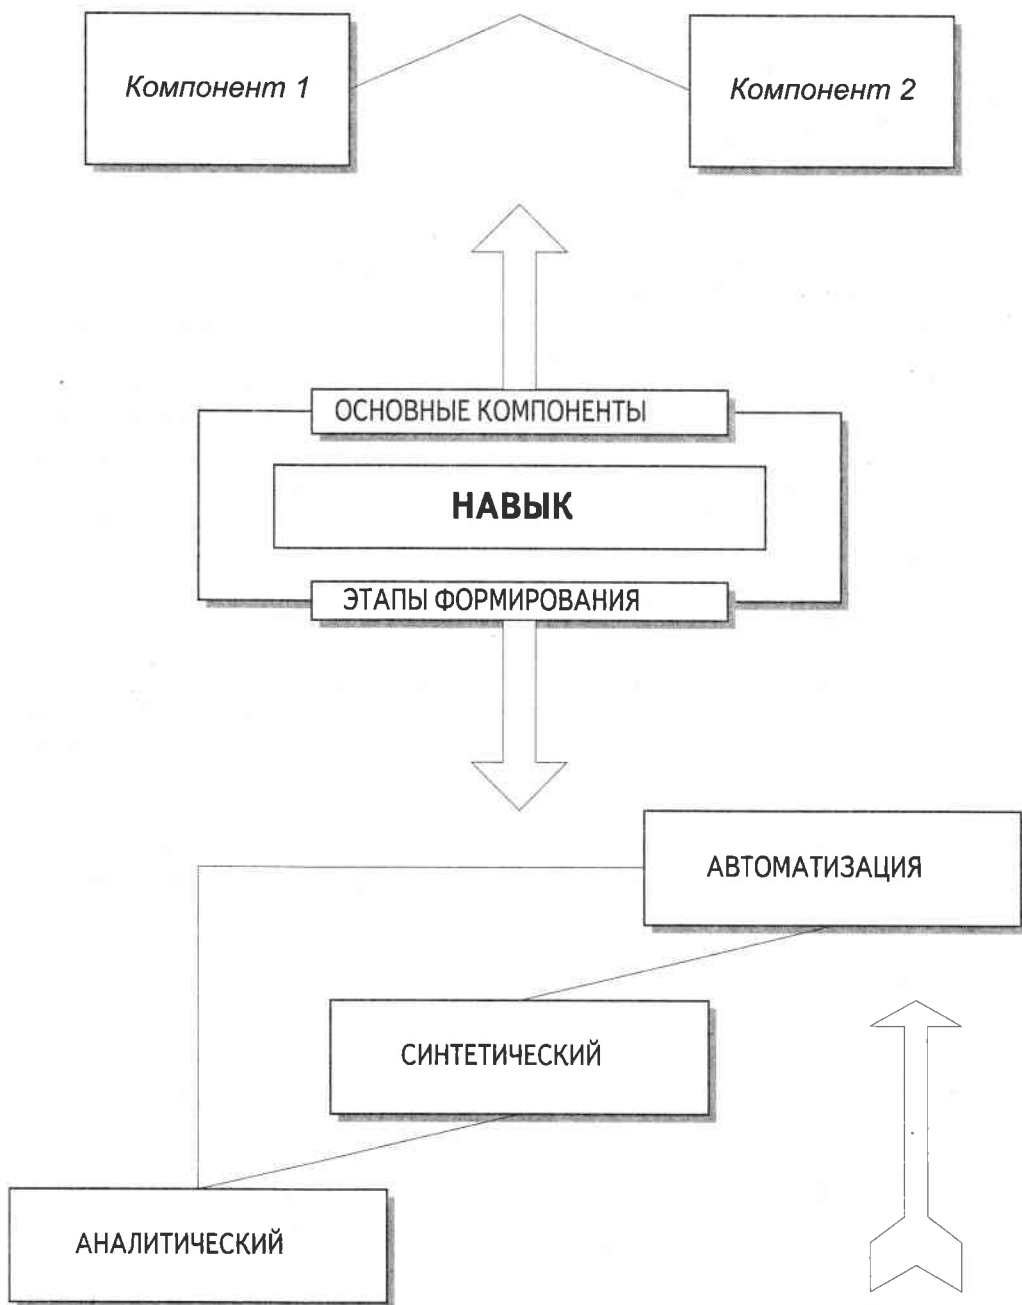 Компонент 1
Компонент 2
ОСНОВНЫЕ КОМПОНЕНТЫ
НАВЫК
ЭТАПЫ ФОРМИРОВАНИЯ
АВТОМАТИЗАЦИЯ
СИНТЕТИЧЕСКИЙ
АНАЛИТИЧЕСКИЙ